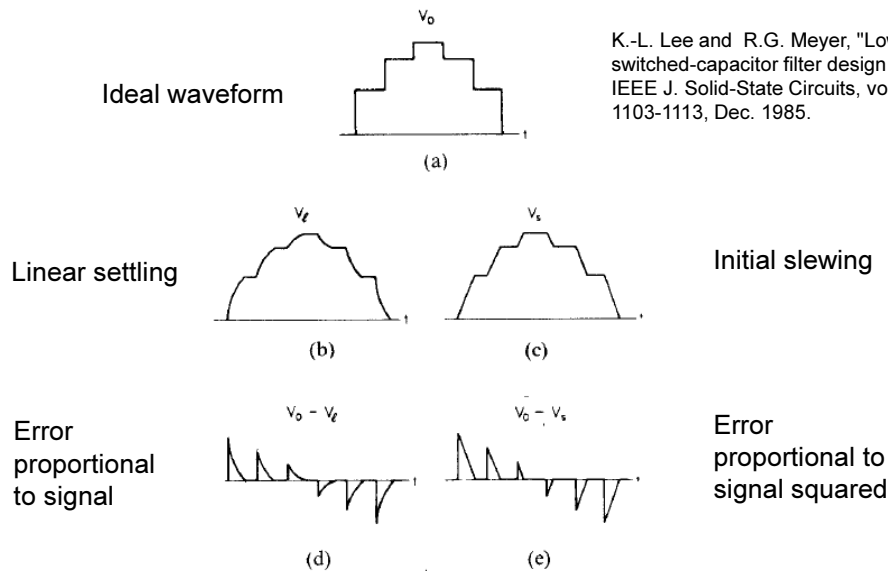 V₀
Ideal waveform
t
(a)
K.-L. Lee and R.G. Meyer, "Lo
switched-capacitor filter design
IEEE J. Solid-State Circuits, vo
1103-1113, Dec. 1985.
Linear settling
Vℓ
t
(b)
Vₛ
t
(c)
Initial slewing
Error
proportional
to signal
V₀ - Vℓ
t
(d)
V₀ - Vₛ
t
(e)
Error
proportional to
signal squared